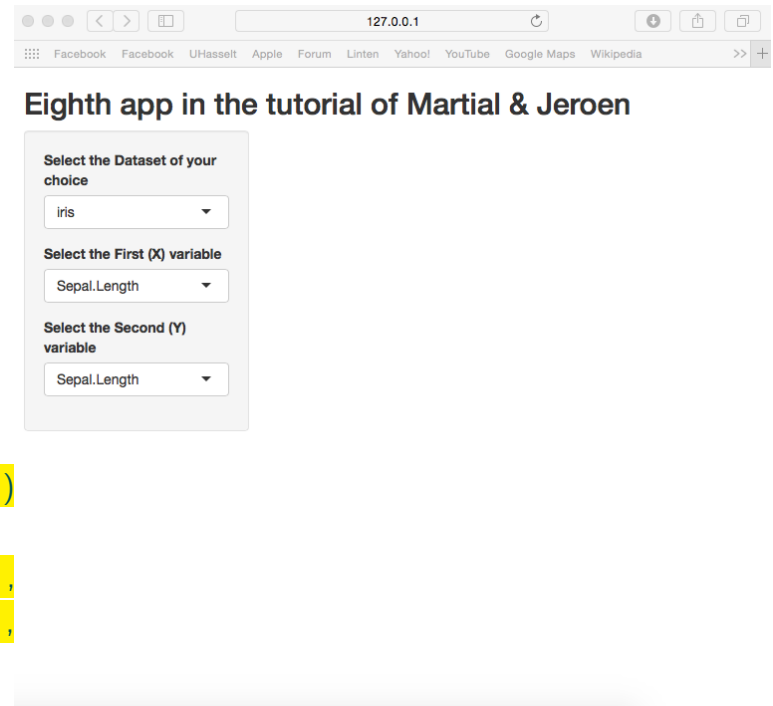 127.0.0.1
Facebook Facebook UHasselt Apple Forum Linten Yahoo! YouTube Google Maps Wikipedia >> +
Eighth app in the tutorial of Martial & Jeroen
Select the Dataset of your
choice
iris
Select the First (X) variable
Sepal.Length
Select the Second (Y)
variable
Sepal.Length
)
,
,